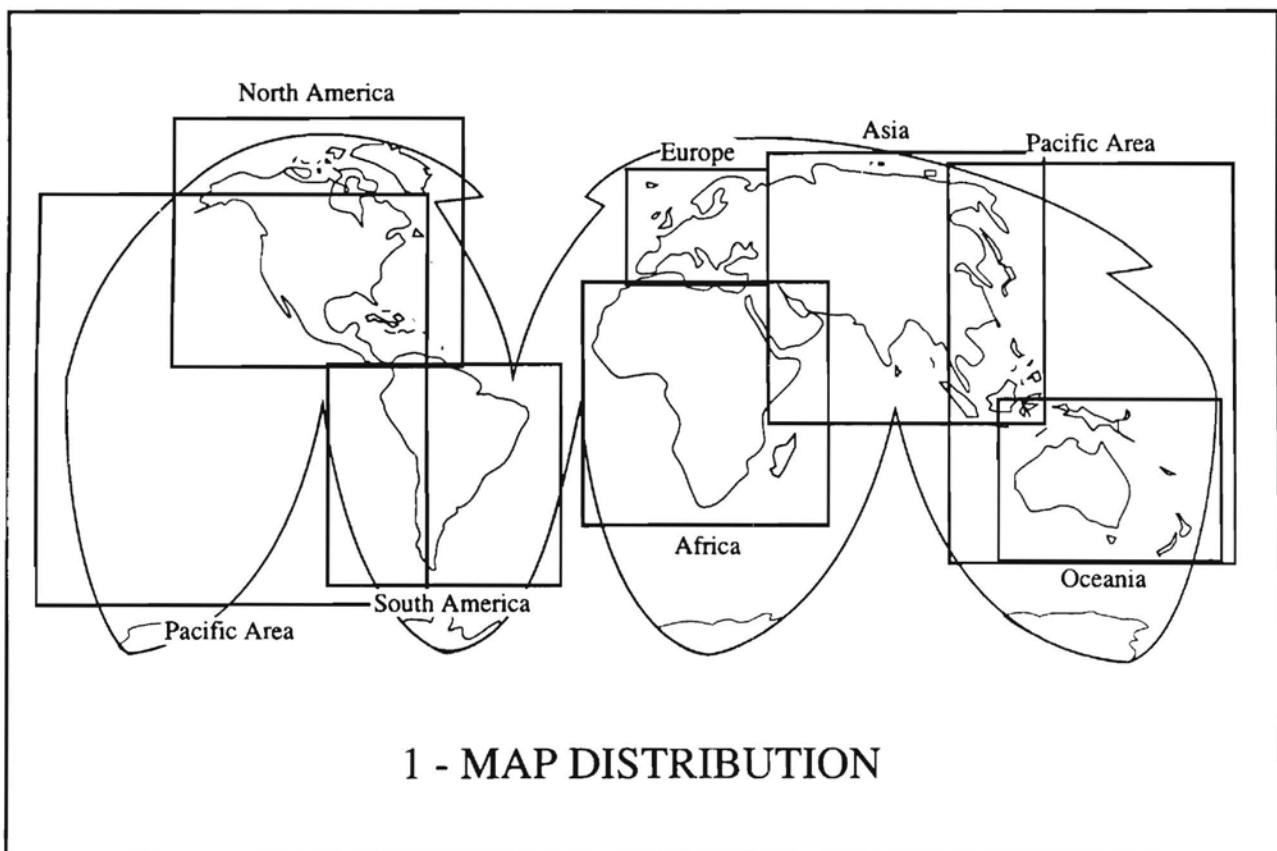 North America
Asia
Pacific Area
Europe
Africa
Oceania
South America
Pacific Area
1 - MAP DISTRIBUTION